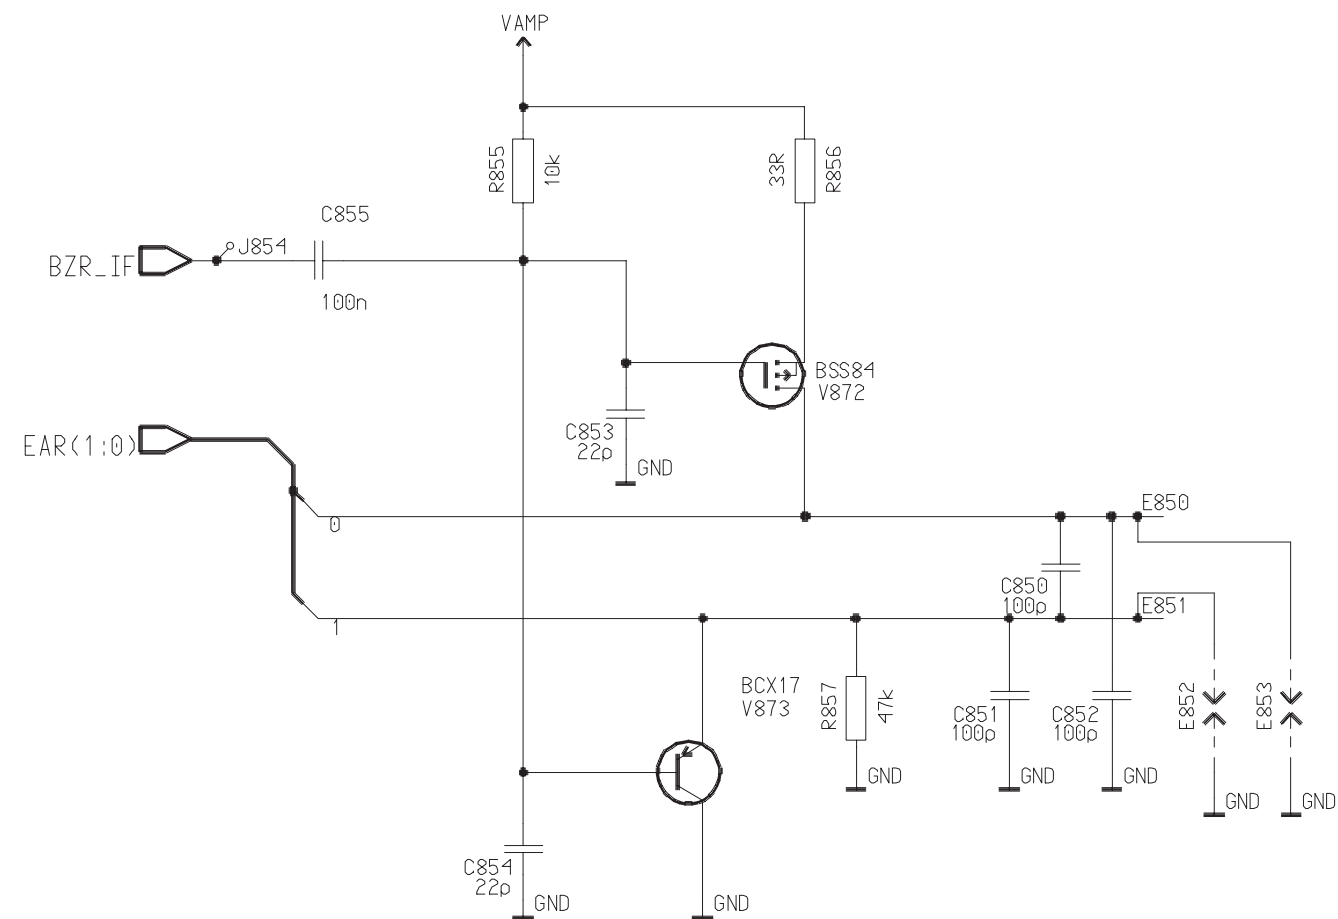 VAMP
R855
10k
33R
R856
C855
J854
BZR_IF
100n
BSS84
V872
C853
22p
GND
EAR(1:0)
0
E850
C850
100p
E851
1
BCX17
V873
R857
47k
C851
100p
C852
100p
E852
E853
GND
GND
GND
GND
GND
C854
22p
GND
GND